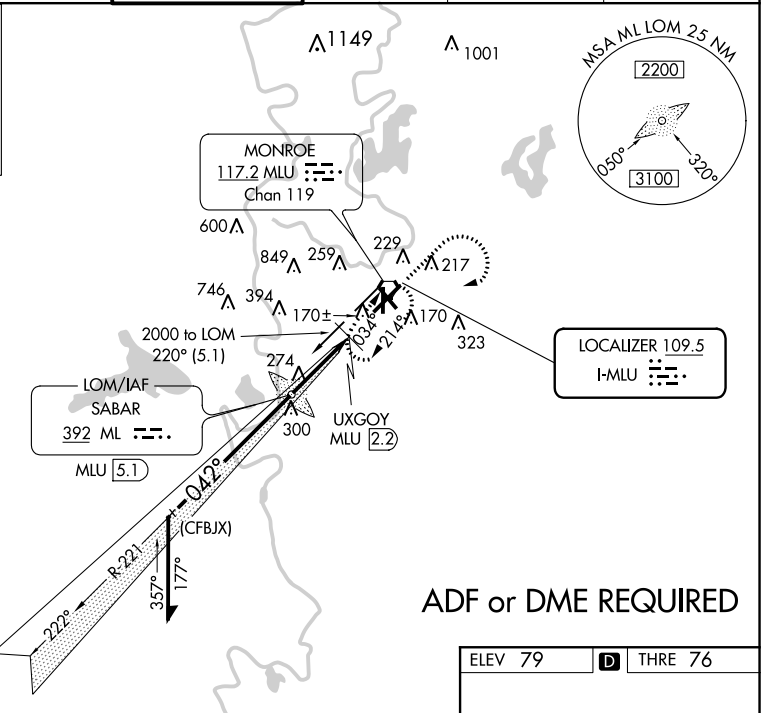 1149
1001
MSA ML LOM 25 NM
2200
050°
320°
3100
MONROE
117.2 MLU
Chan 119
600
849
259
229
217
746
394
170±
170
323
034°
214°
2000 to LOM
220° (5.1)
274
LOCALIZER 109.5
I-MLU
LOM/IAF
SABAR
392 ML
MLU 5.1
300
UXGOY
MLU 2.2
042°
(CFBJX)
R-221
222°
357°
177°
ADF or DME REQUIRED
ELEV 79 D THRE 76